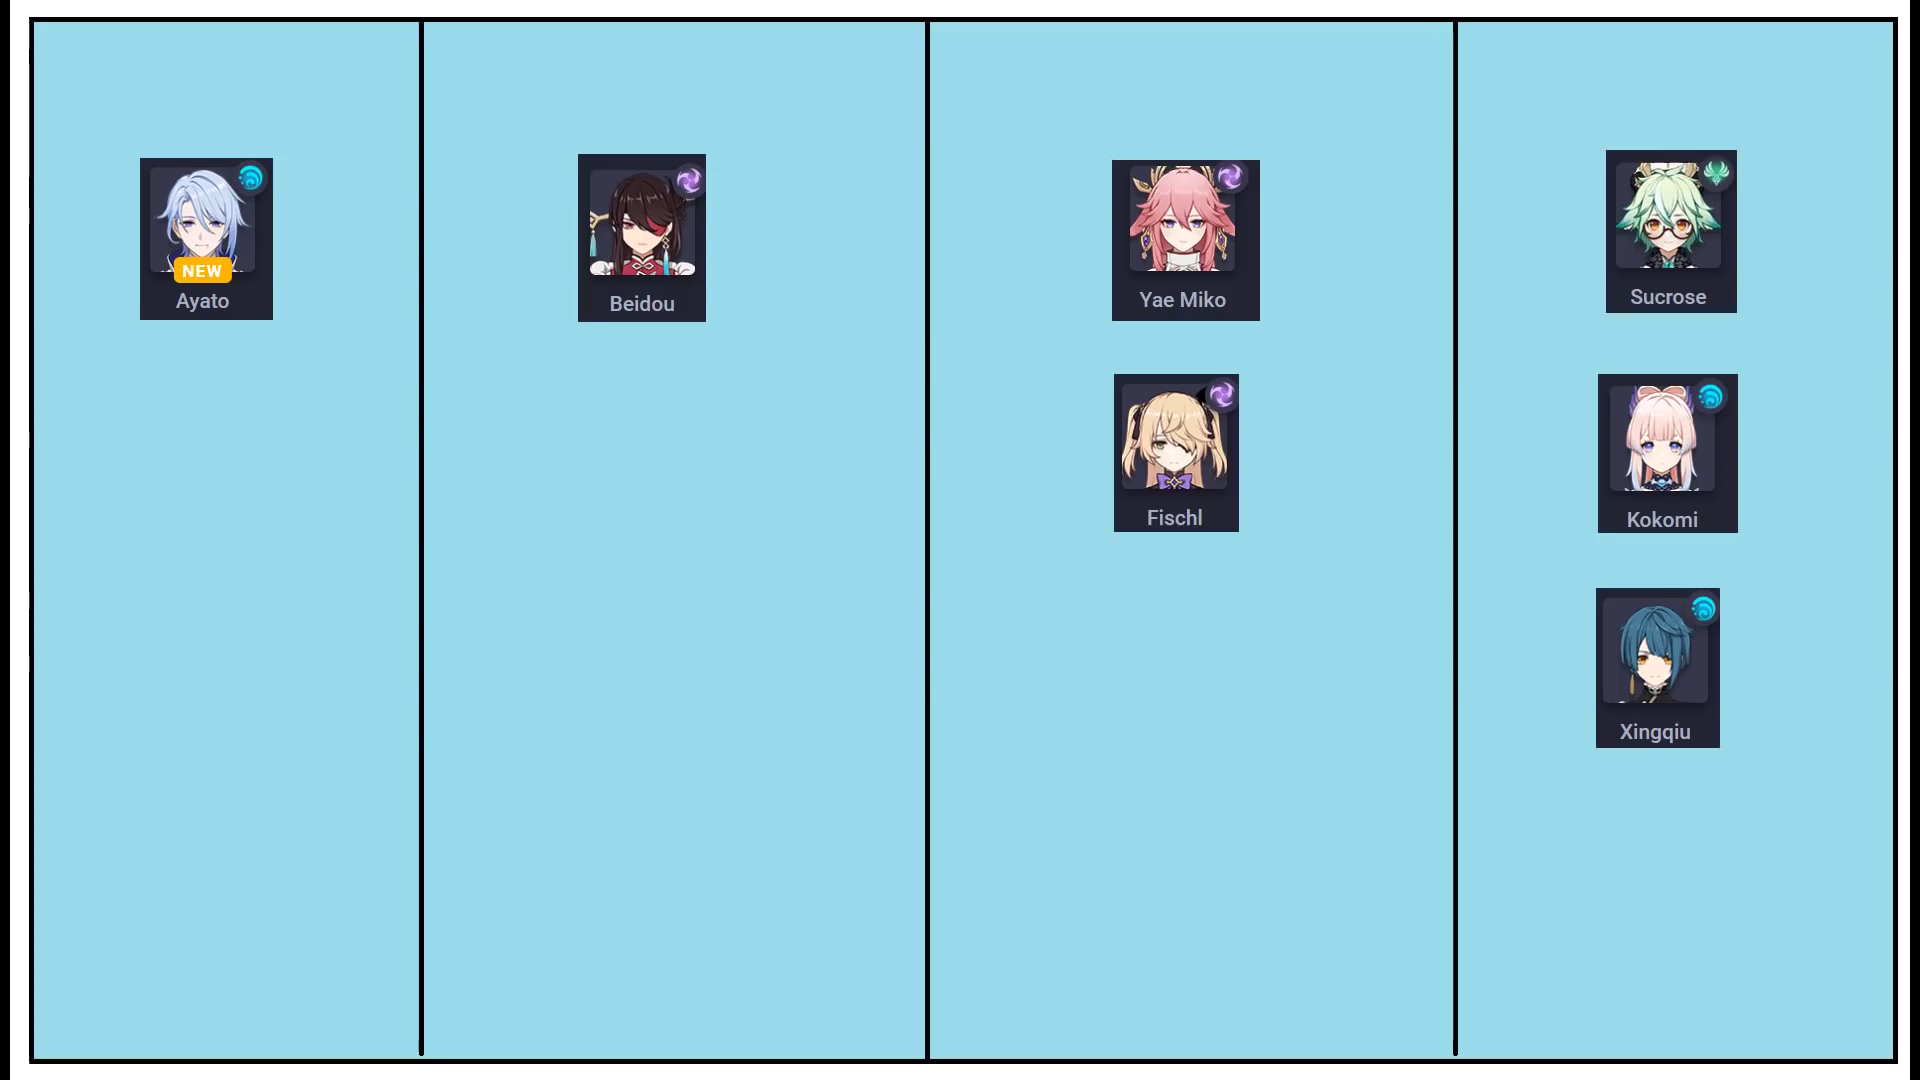 NEW
Ayato
Beidou
Yae Miko
Fischl
Sucrose
Kokomi
Xingqiu